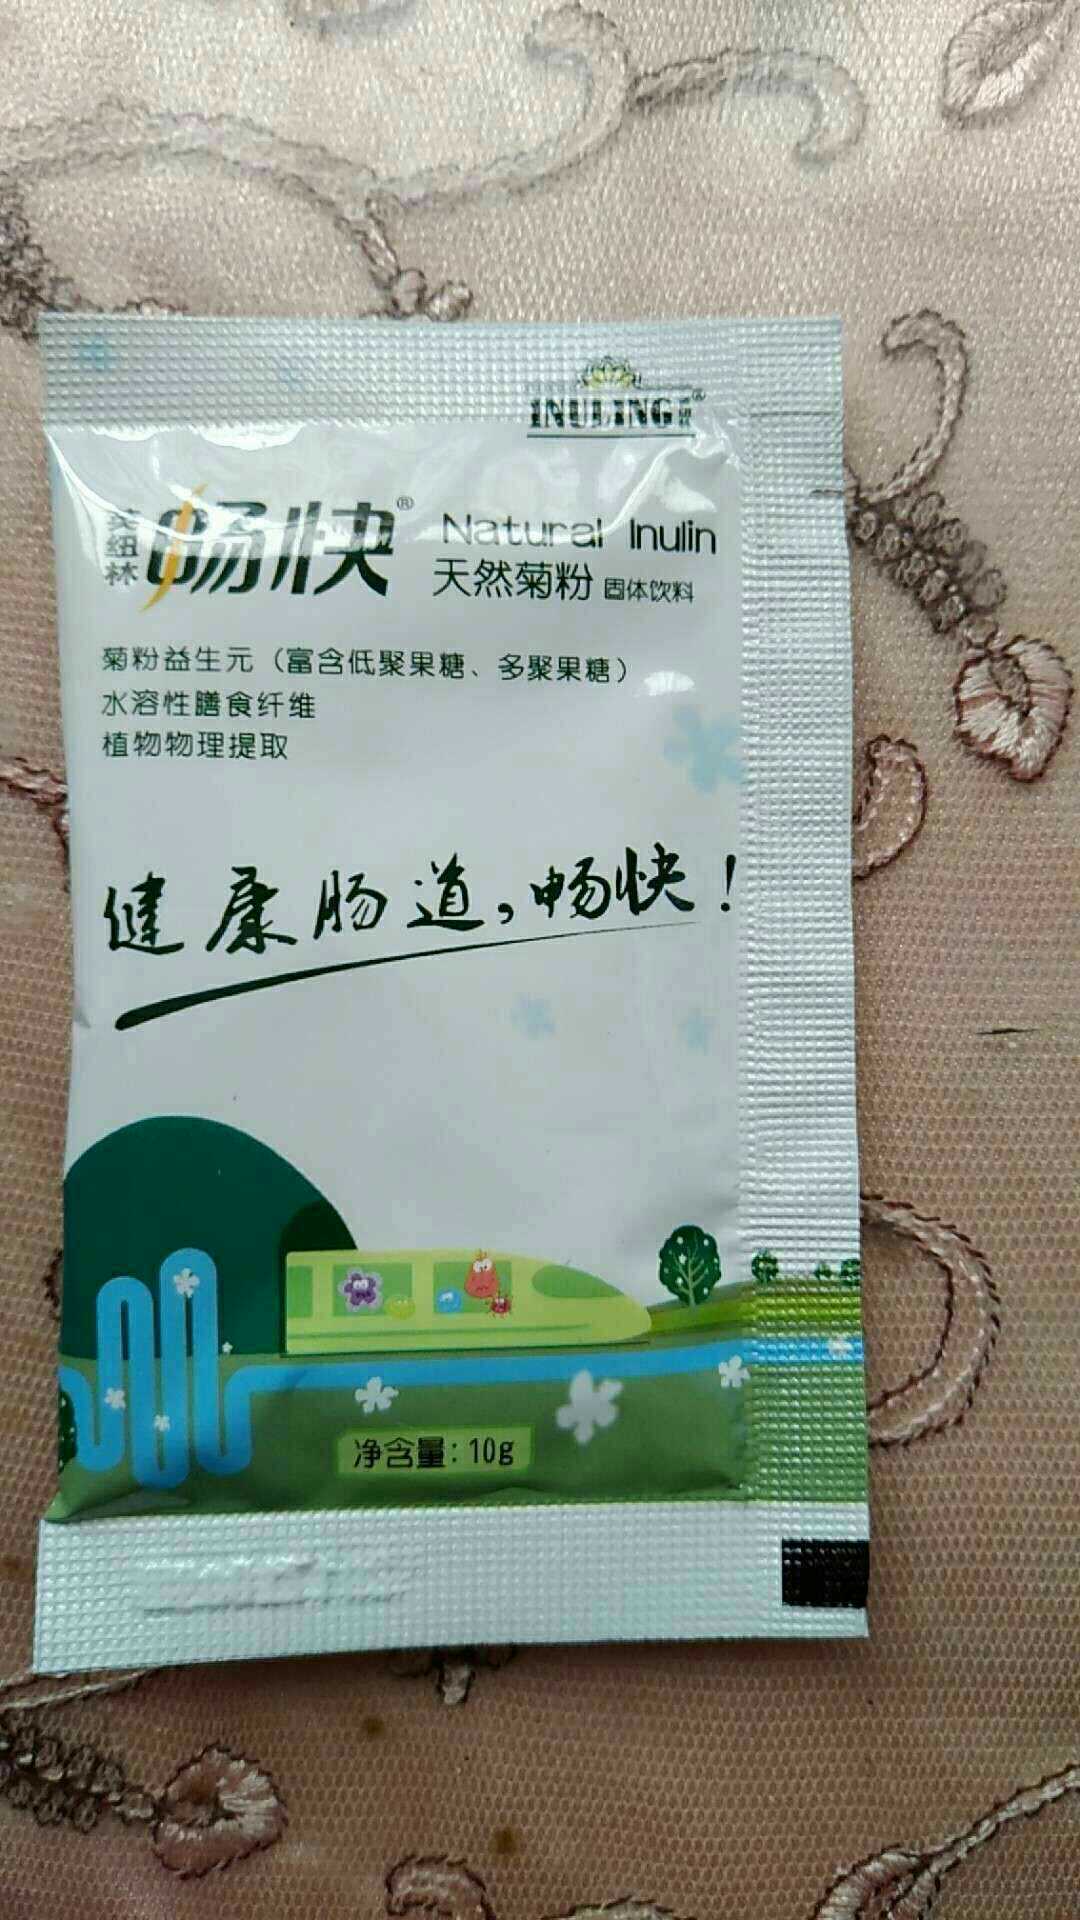 INULING
®
英纽林
畅快®
Natural Inulin
天然菊粉 固体饮料
菊粉益生元（富含低聚果糖、多聚果糖）
水溶性膳食纤维
植物物理提取
健康肠道,畅快!
净含量: 10g